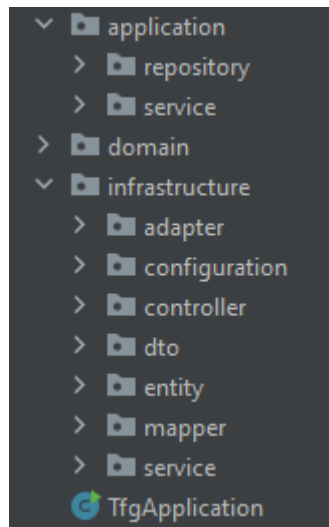 application
repository
service
domain
infrastructure
adapter
configuration
controller
dto
entity
mapper
service
C TfgApplication